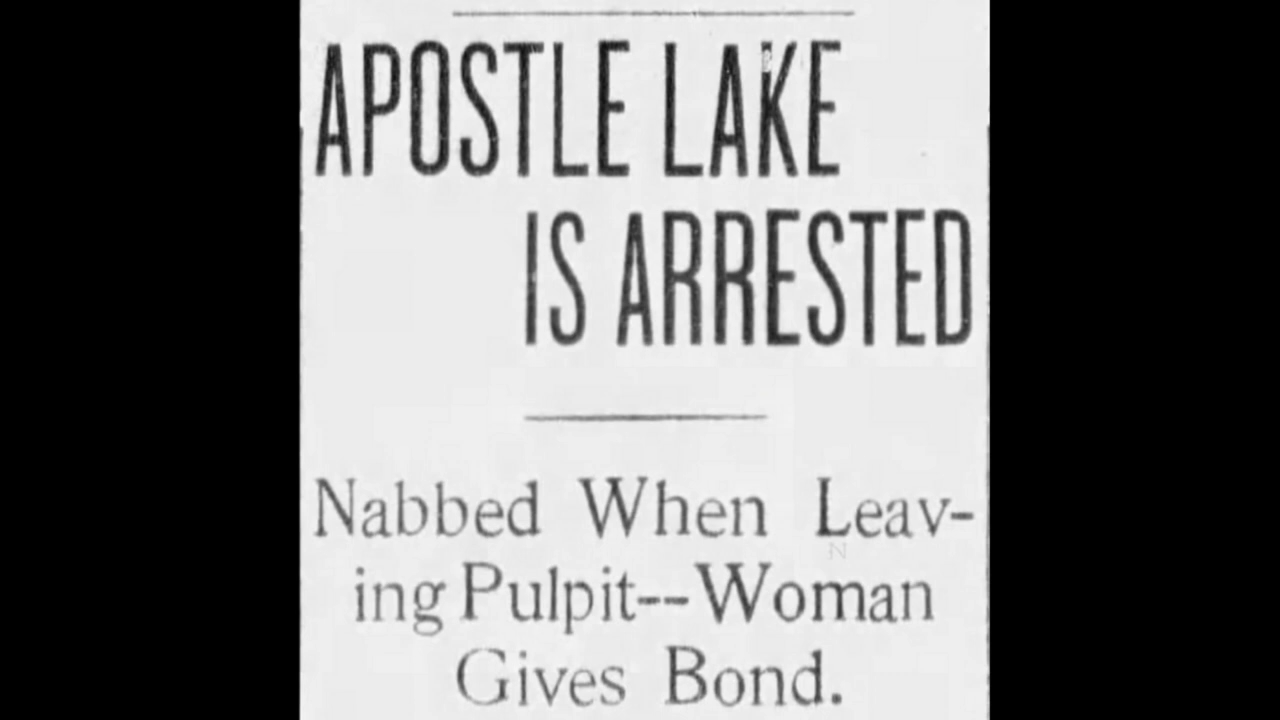 APOSTLE LAKE
IS ARRESTED
Nabbed When Leav-
ing Pulpit--Woman
Gives Bond.